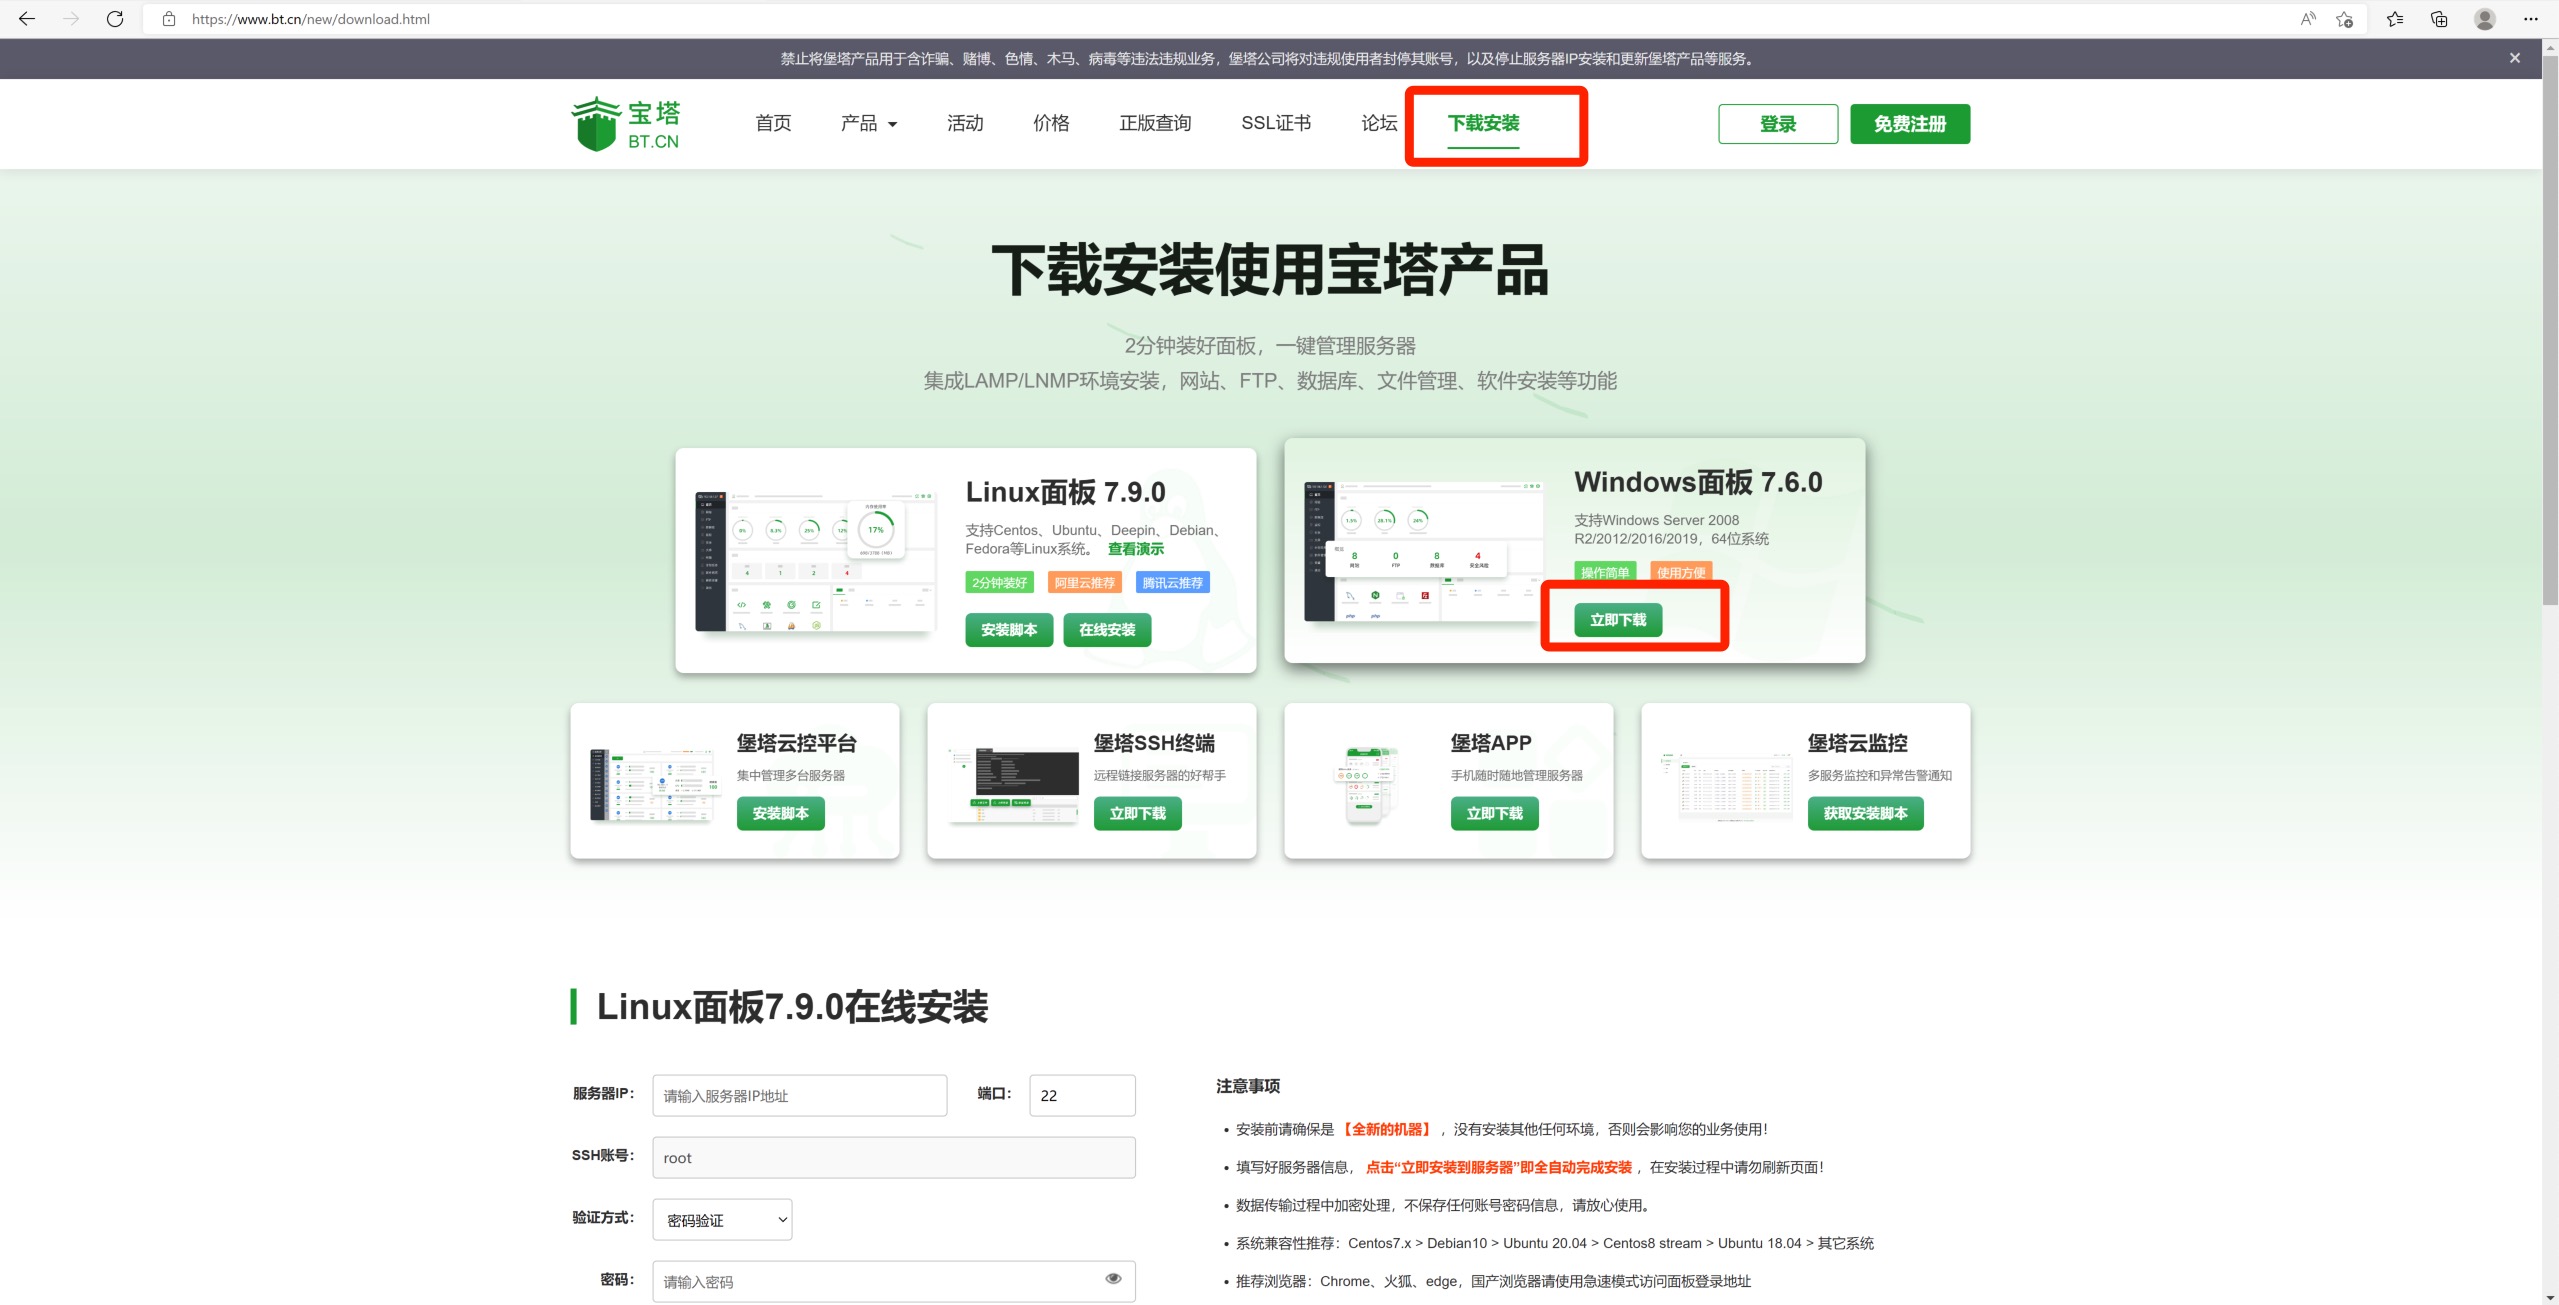 https://www.bt.cn/new/download.html
禁止将堡塔产品用于含诈骗、赌博、色情、木马、病毒等违法违规业务，堡塔公司将对违规使用者封停其账号，以及停止服务器IP安装和更新堡塔产品等服务。
宝塔
BT.CN
首页
产品
活动
价格
正版查询
SSL证书
论坛
下载安装
登录
免费注册
下载安装使用宝塔产品
2分钟装好面板，一键管理服务器
集成LAMP/LNMP环境安装，网站、FTP、数据库、文件管理、软件安装等功能
Linux面板 7.9.0
支持Centos、Ubuntu、Deepin、Debian、
Fedora等Linux系统。 查看演示
2分钟装好 阿里云推荐 腾讯云推荐
安装脚本 在线安装
17%
Windows面板 7.6.0
支持Windows Server 2008
R2/2012/2016/2019，64位系统
操作简单 使用方便
立即下载
堡塔云控平台
集中管理多台服务器
安装脚本
堡塔SSH终端
远程链接服务器的好帮手
立即下载
堡塔APP
手机随时随地管理服务器
立即下载
堡塔云监控
多服务监控和异常告警通知
获取安装脚本
Linux面板7.9.0在线安装
服务器IP： 请输入服务器IP地址 端口： 22
SSH账号： root
验证方式： 密码验证
密码： 请输入密码
注意事项
• 安装前请确保是【全新的机器】，没有安装其他任何环境，否则会影响您的业务使用！
• 填写好服务器信息，点击“立即安装到服务器”即全自动完成安装，在安装过程中请勿刷新页面！
• 数据传输过程中加密处理，不保存任何账号密码信息，请放心使用。
• 系统兼容性推荐：Centos7.x > Debian10 > Ubuntu 20.04 > Centos8 stream > Ubuntu 18.04 > 其它系统
• 推荐浏览器：Chrome、火狐、edge，国产浏览器请使用急速模式访问面板登录地址